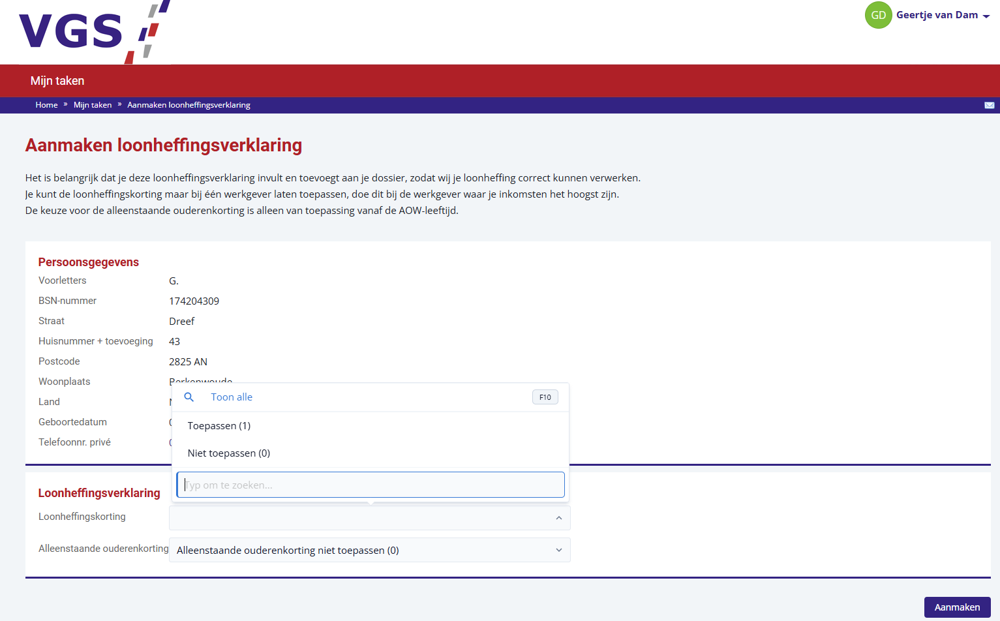 VGS
GD Geertje van Dam
Mijn taken
Home » Mijn taken » Aanmaken loonheffingsverklaring
Aanmaken loonheffingsverklaring
Het is belangrijk dat je deze loonheffingsverklaring invult en toevoegt aan je dossier, zodat wij je loonheffing correct kunnen verwerken.
Je kunt de loonheffingskorting maar bij één werkgever laten toepassen, doe dit bij de werkgever waar je inkomsten het hoogst zijn.
De keuze voor de alleenstaande ouderenkorting is alleen van toepassing vanaf de AOW-leeftijd.
Persoonsgegevens
Voorletters G.
BSN-nummer 174204309
Straat Dreef
Huisnummer + toevoeging 43
Postcode 2825 AN
Woonplaats Berkenwoude
Land
Geboortedatum
Telefoonnr. privé
Toon alle F10
Toepassen (1)
Niet toepassen (0)
Typ om te zoeken...
Loonheffingsverklaring
Loonheffingskorting
Alleenstaande ouderenkorting Alleenstaande ouderenkorting niet toepassen (0)
Aanmaken